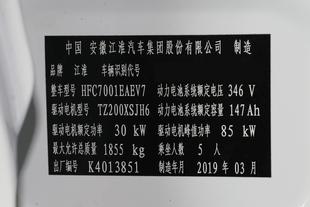 中国 安徽江淮汽车集团股份有限公司 制造
品牌 江淮 车辆识别代号
整车型号 HFC7001EAEV7 动力电池系统额定电压 346 V
驱动电机型号 TZ200XSJH6 动力电池系统额定容量 147Ah
驱动电机额定功率 30 kW 驱动电机峰值功率 85 kW
最大允许总质量 1855 kg 乘坐人数 5 人
出厂编号 K4013851 制造年月 2019 年 03 月